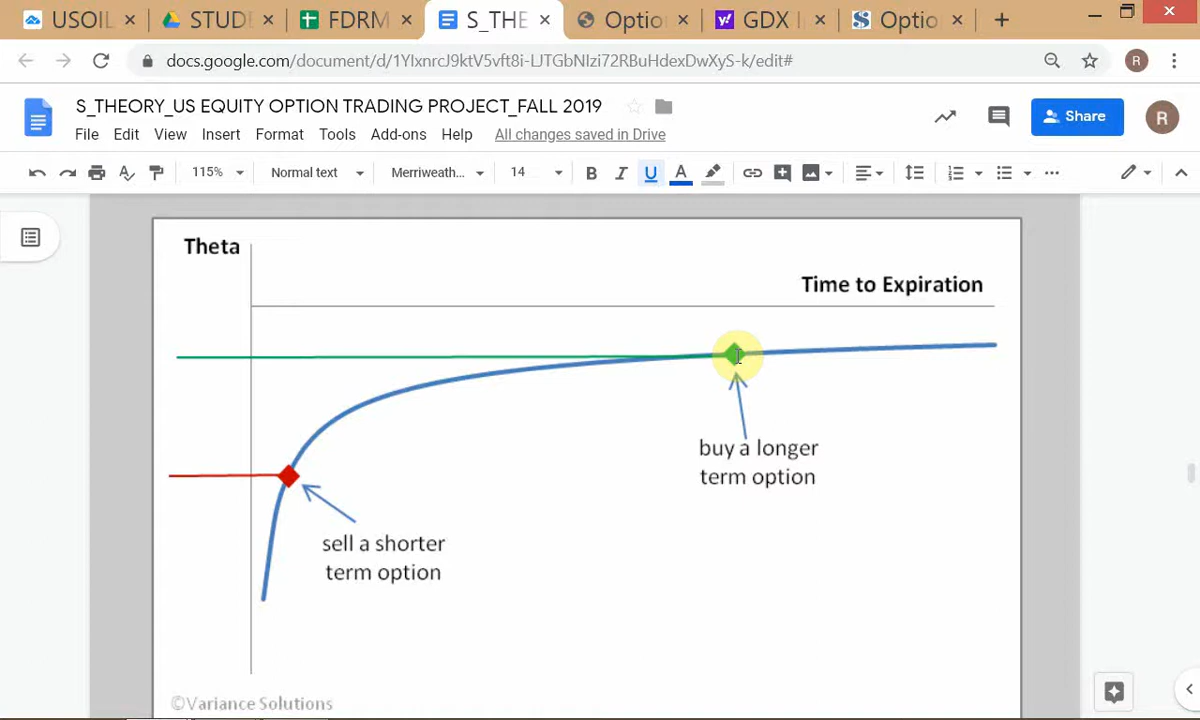 USOIL
STUD
FDRM
S_THE
Optio
GDX I
Optio
docs.google.com/document/d/1YIxnrcJ9ktV5vft8i-LJTGbNIzi72RBuHdexDwXyS-k/edit#
R
S_THEORY_US EQUITY OPTION TRADING PROJECT_FALL 2019
File Edit View Insert Format Tools Add-ons Help All changes saved in Drive
Share
R
115% Normal text Merriweath... 14 B I U A
Theta
Time to Expiration
buy a longer
term option
sell a shorter
term option
©Variance Solutions